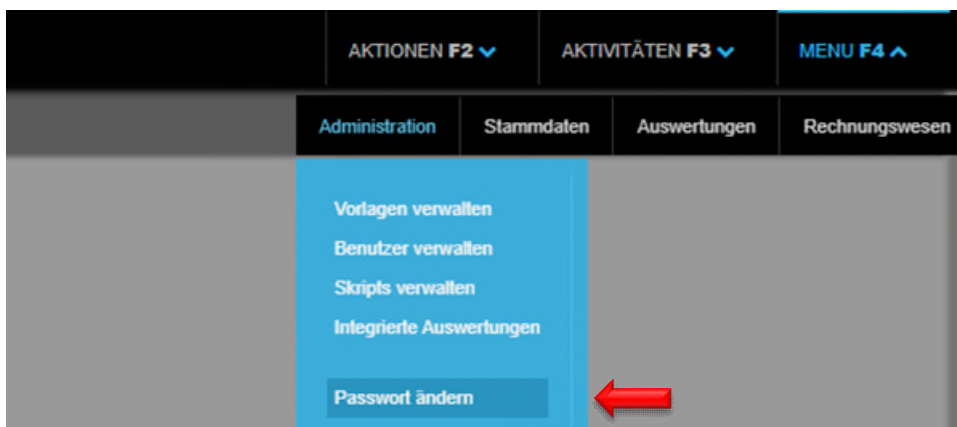 AKTIONEN F2 AKTIVITÄTEN F3 MENU F4
Administration Stammdaten Auswertungen Rechnungswesen
Vorlagen verwalten
Benutzer verwalten
Skripts verwalten
Integrierte Auswertungen
Passwort ändern